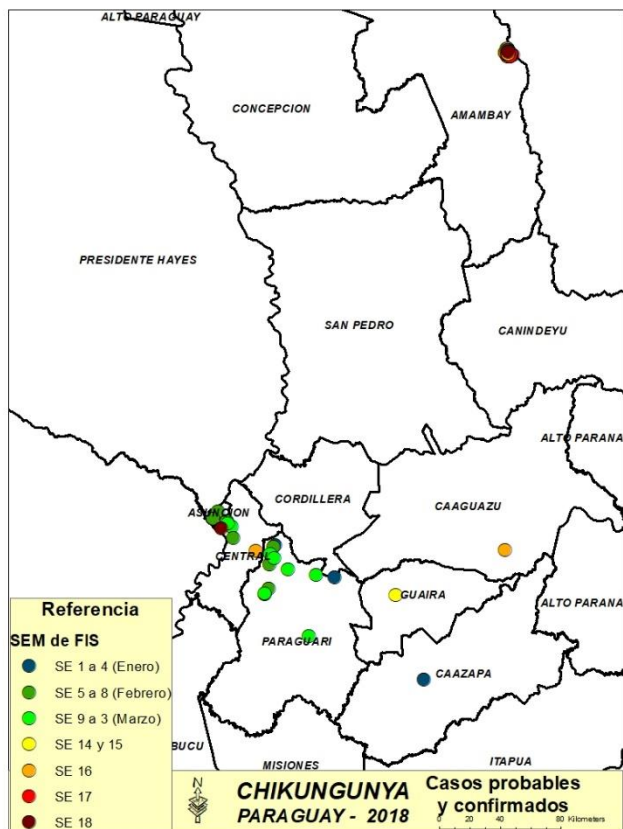 ALTO PARAGUAY
CONCEPCION
AMAMBAY
PRESIDENTE HAYES
SAN PEDRO
CANINDEYU
ALTO PARANA
CORDILLERA
CAAGUAZU
ASUNCION
CENTRAL
GUAIRA
ALTO PARANA
PARAGUARI
CAAZAPA
BUCU
MISIONES
ITAPUA
Referencia
SEM de FIS
SE 1 a 4 (Enero)
SE 5 a 8 (Febrero)
SE 9 a 3 (Marzo)
SE 14 y 15
SE 16
SE 17
SE 18
N
CHIKUNGUNYA
PARAGUAY - 2018
Casos probables
y confirmados
0 20 40 80 Kilometers